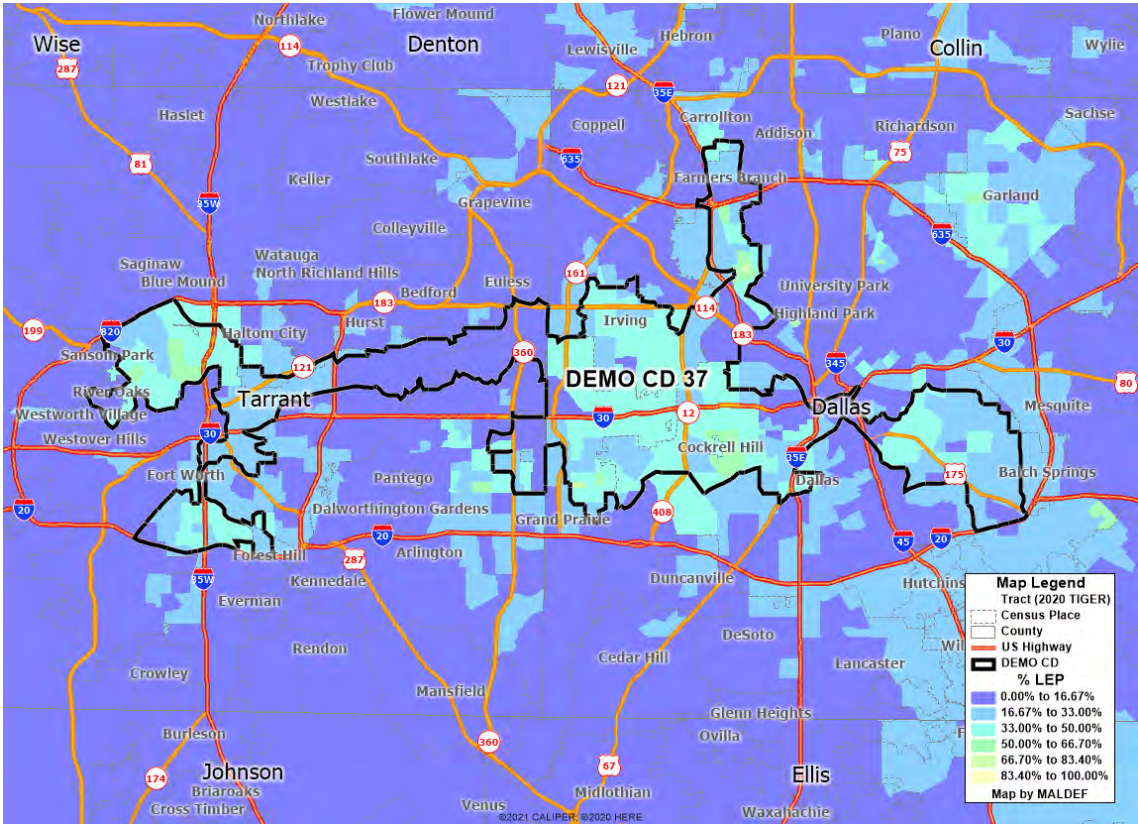 Northlake
Flower Mound
Hebron
Wise
Denton
Lewisville
Plano
Collin
Wylie
114
287
Trophy Club
121
35E
Westlake
Haslet
Coppell
Carrollton
Addison
Richardson
Sachse
81
Southlake
635
75
Keller
Farmers Branch
Garland
35W
Grapevine
Colleyville
635
Watauga
Saginaw
North Richland Hills
Blue Mound
Euless
161
University Park
Bedford
183
Highland Park
199
820
Haltom City
Hurst
Irving
114
183
Sansom Park
121
360
345
30
River Oaks
DEMO CD 37
80
Tarrant
Westworth Village
12
Dallas
Mesquite
30
30
Westover Hills
Cockrell Hill
35E
Fort Worth
Pantego
Dallas
175
Balch Springs
20
Dalworthington Gardens
408
Grand Prairie
20
45
20
Forest Hill
Arlington
287
35W
Kennedale
Duncanville
Hutchins
Everman
DeSoto
Rendon
Cedar Hill
Lancaster
Wil
Crowley
Mansfield
Glenn Heights
Ovilla
Burleson
360
67
174
Johnson
Ellis
Briaroaks
Midlothian
Cross Timber
Venus
Waxahachie
©2021 CALIPER; ©2020 HERE
Map Legend
Tract (2020 TIGER)
Census Place
County
US Highway
DEMO CD
% LEP
0.00% to 16.67%
16.67% to 33.00%
33.00% to 50.00%
50.00% to 66.70%
66.70% to 83.40%
83.40% to 100.00%
Map by MALDEF